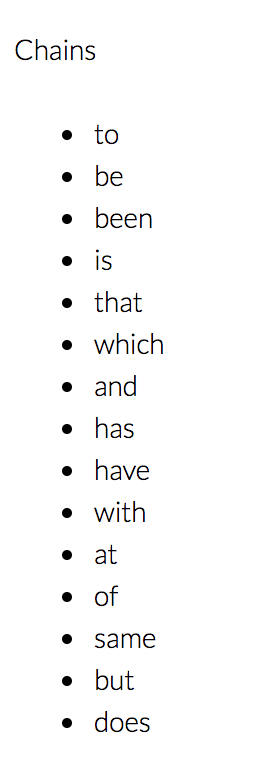 Chains
• to
• be
• been
• is
• that
• which
• and
• has
• have
• with
• at
• of
• same
• but
• does